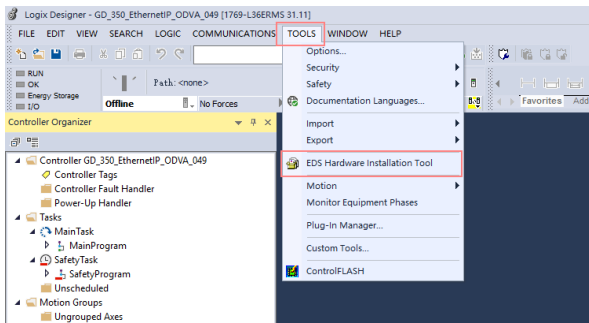 Logix Designer - GD_350_EthernetIP_ODVA_049 [1769-L36ERMS 31.11]
FILE EDIT VIEW SEARCH LOGIC COMMUNICATIONS TOOLS WINDOW HELP
RUN
OK
Energy Storage
I/O
Path: <none>
Offline
No Forces
Favorites Add
Controller Organizer
Controller GD_350_EthernetIP_ODVA_049
Controller Tags
Controller Fault Handler
Power-Up Handler
Tasks
MainTask
MainProgram
SafetyTask
SafetyProgram
Unscheduled
Motion Groups
Ungrouped Axes
Options...
Security
Safety
Documentation Languages...
Import
Export
EDS Hardware Installation Tool
Motion
Monitor Equipment Phases
Plug-In Manager...
Custom Tools...
ControlFLASH